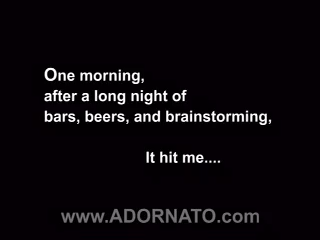 One morning,
after a long night of
bars, beers, and brainstorming,
It hit me....
www.ADORNATO.com